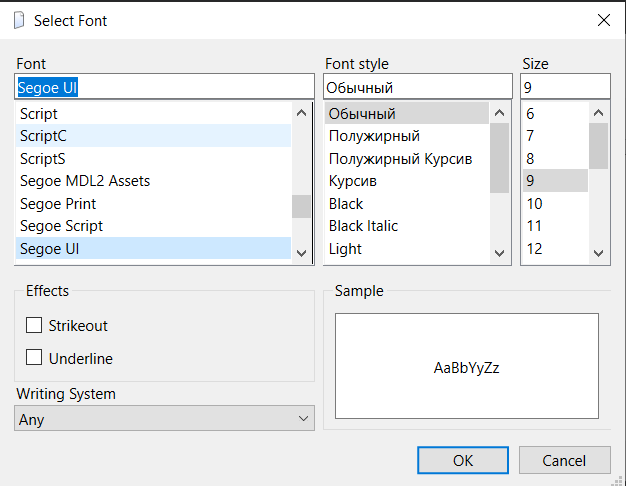 Select Font
Font
Font style
Size
Segoe UI
Обычный
9
Script
ScriptC
ScriptS
Segoe MDL2 Assets
Segoe Print
Segoe Script
Segoe UI
Обычный
Полужирный
Полужирный Курсив
Курсив
Black
Black Italic
Light
6
7
8
9
10
11
12
Effects
Strikeout
Underline
Sample
AaBbYyZz
Writing System
Any
OK
Cancel